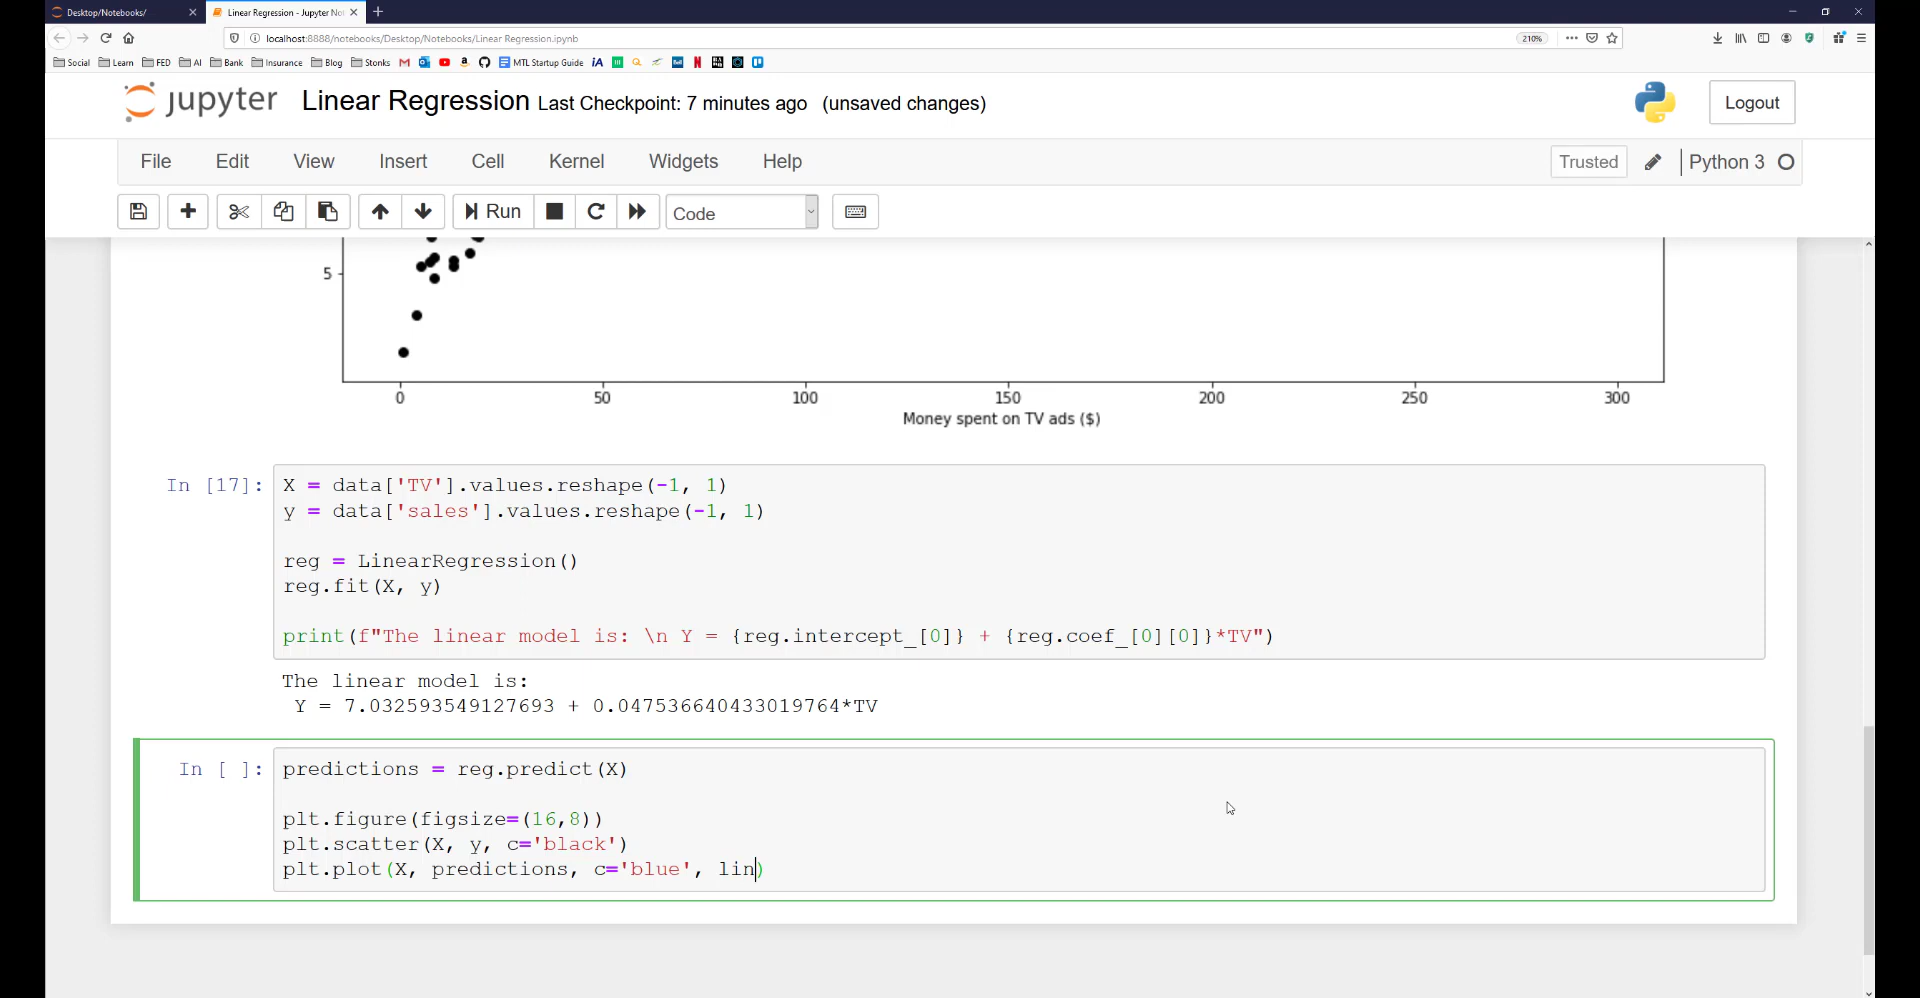 Desktop/Notebooks/
Linear Regression - Jupyter No
localhost:8888/notebooks/Desktop/Notebooks/Linear Regression.ipynb
210%
Social Learn FED AI Bank Insurance Blog Stonks MTL Startup Guide iA
jupyter Linear Regression Last Checkpoint: 7 minutes ago (unsaved changes)
Logout
File Edit View Insert Cell Kernel Widgets Help
Trusted Python 3
Run Code
5
0 50 100 150 200 250 300
Money spent on TV ads ($)
In [17]: X = data['TV'].values.reshape(-1, 1)
y = data['sales'].values.reshape(-1, 1)
reg = LinearRegression()
reg.fit(X, y)
print(f"The linear model is: \n Y = {reg.intercept_[0]} + {reg.coef_[0][0]}*TV")
The linear model is:
Y = 7.032593549127693 + 0.047536640433019764*TV
In [ ]: predictions = reg.predict(X)
plt.figure(figsize=(16,8))
plt.scatter(X, y, c='black')
plt.plot(X, predictions, c='blue', lin)